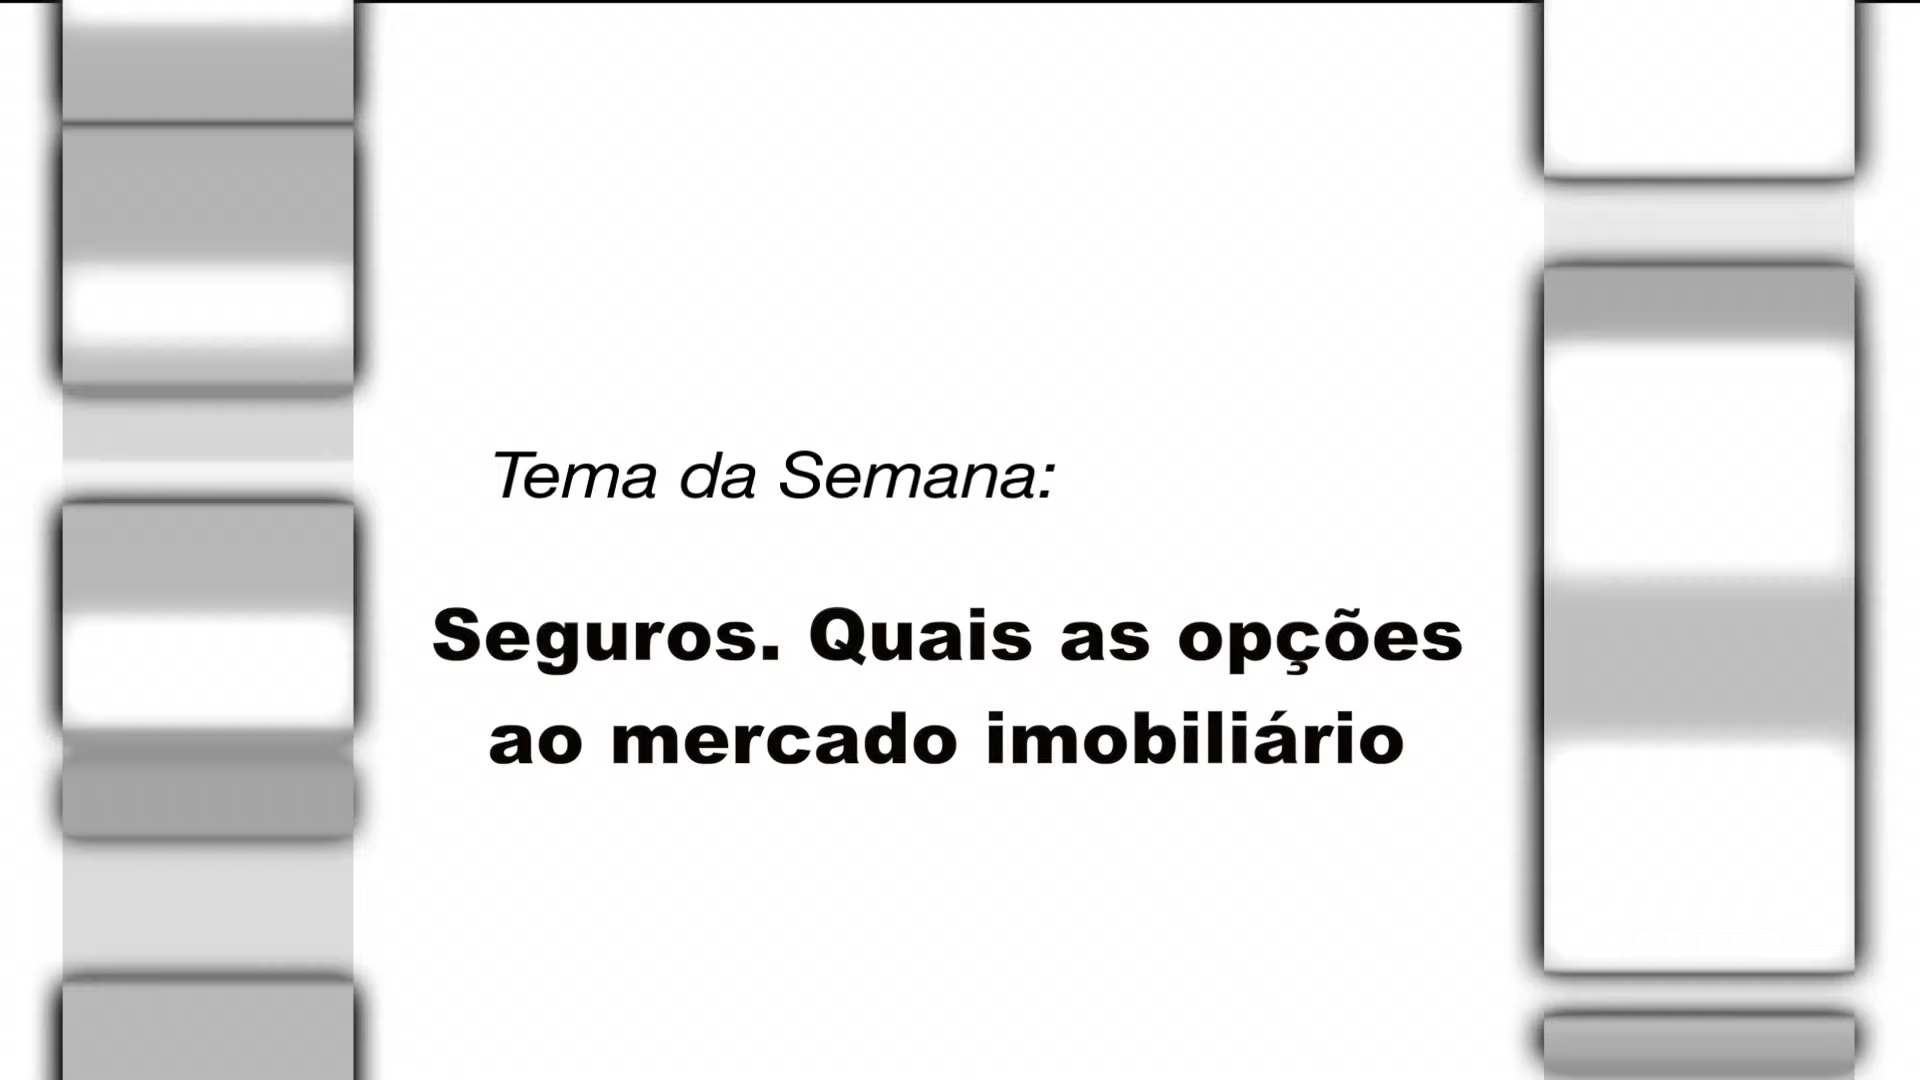 Tema da Semana:
Seguros. Quais as opções
ao mercado imobiliário